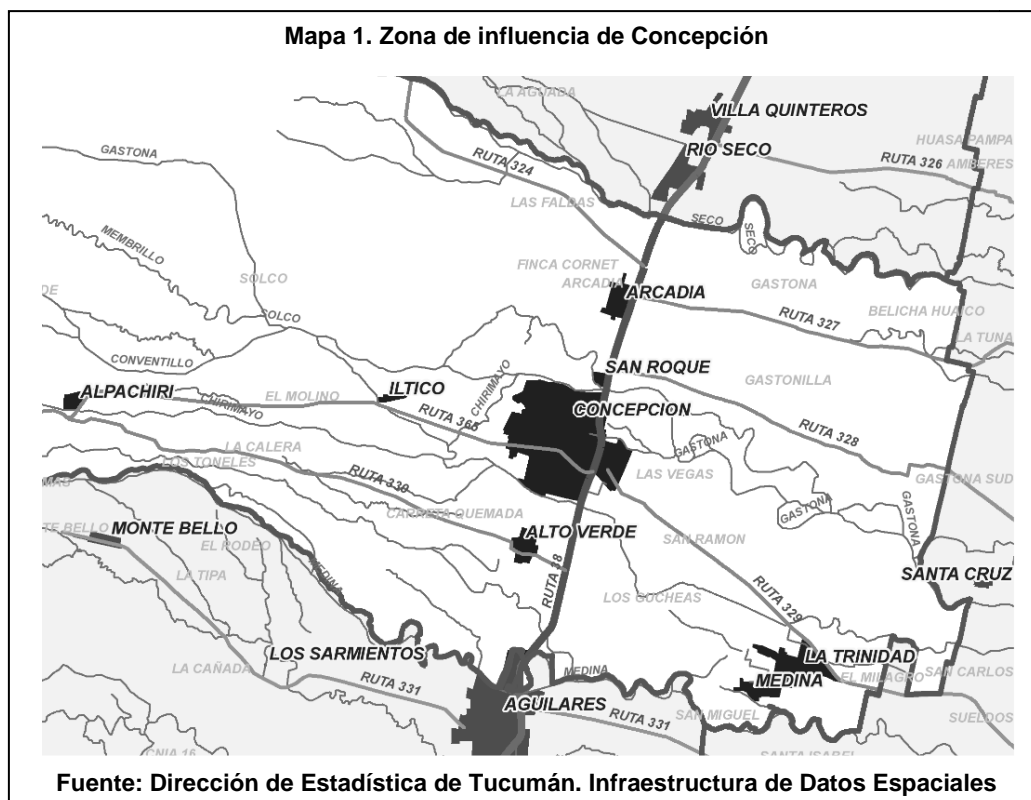 Mapa 1. Zona de influencia de Concepción
LA AGUADA
VILLA QUINTEROS
HUASA PAMPA
RIO SECO
GASTONA
RUTA 324
RUTA 326
AMBERES
LAS FALDAS
SECO
SECO
MEMBRILLO
FINCA CORNET
SOLCO
ARCADIA
GASTONA
DE
ARCADIA
BELICHA HUAICO
SOLCO
RUTA 327
LA TUNA
CONVENTILLO
SAN ROQUE
ALPACHIRI
EL MOLINO
ILTICO
CHIRIMAYO
GASTONILLA
CHIRIMAYO
RUTA 365
CONCEPCION
RUTA 328
LA CALERA
GASTONA
LOS TONELES
RUTA 330
LAS VEGAS
GASTONA SUD
GASTONA
CARRETA QUEMADA
GASTONA
TE BELLO
MONTE BELLO
ALTO VERDE
EL RODEO
SAN RAMON
LA TIPA
MEDINA
RUTA 38
SANTA CRUZ
LOS GUCHEAS
RUTA 329
LOS SARMIENTOS
LA TRINIDAD
LA CAÑADA
MEDINA
SAN CARLOS
EL MILAGRO
MEDINA
RUTA 331
AGUILARES
SAN MIGUEL
SUELDOS
RUTA 331
CNIA 16
SANTA ISABEL
Fuente: Dirección de Estadística de Tucumán. Infraestructura de Datos Espaciales